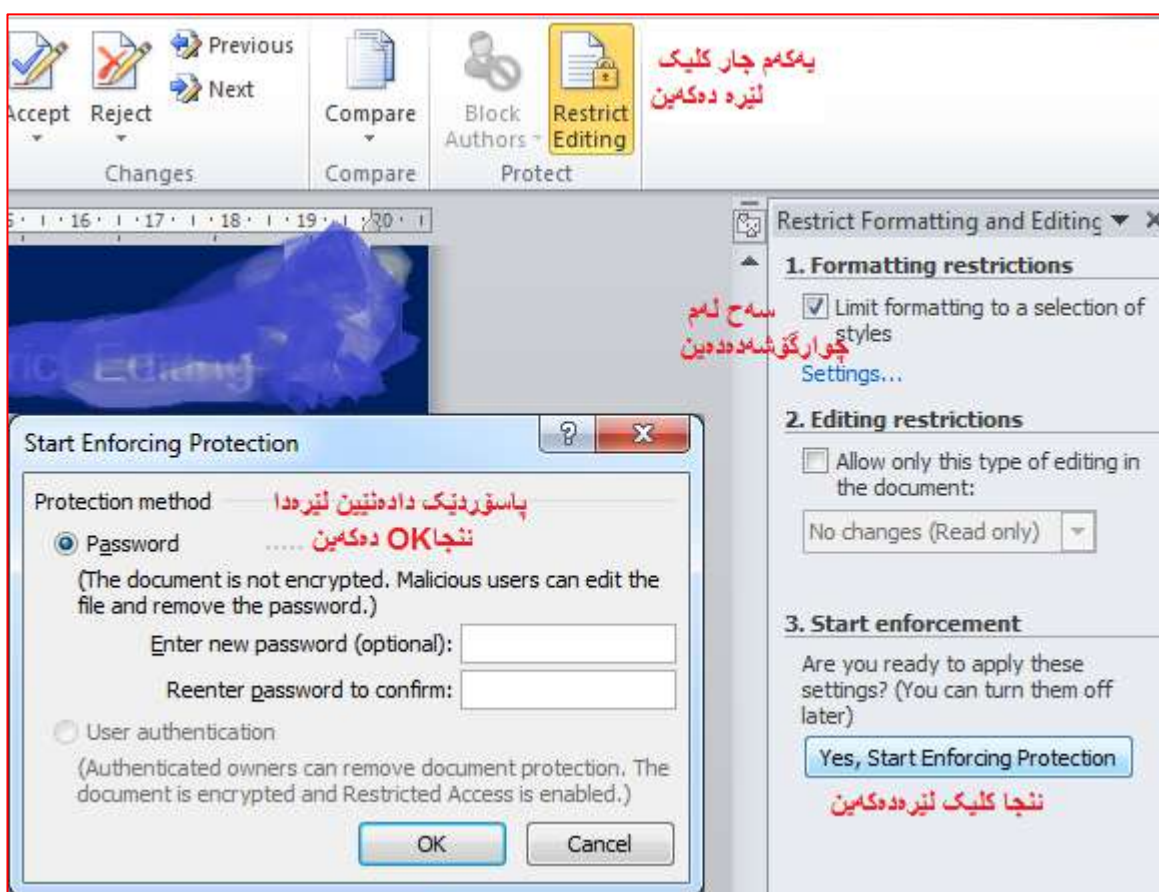 Accept
Reject
Previous
Next
Changes
Compare
Compare
Block
Authors
Restrict
Editing
Protect
یەکەم جار کلیک
لێرە دەکەین
16 17 18 19 20
Editing
Restrict Formatting and Editing
1. Formatting restrictions
Limit formatting to a selection of
styles
سەح لەم
چوارگۆشەدەدەین
Settings...
2. Editing restrictions
Allow only this type of editing in
the document:
No changes (Read only)
3. Start enforcement
Are you ready to apply these
settings? (You can turn them off
later)
Yes, Start Enforcing Protection
ئنجا کلیک لێرەدەکەین
Start Enforcing Protection
Protection method
پاسۆردێک دادەنێین لێرەدا
ئنجاOK دەکەین .....
Password
(The document is not encrypted. Malicious users can edit the
file and remove the password.)
Enter new password (optional):
Reenter password to confirm:
User authentication
(Authenticated owners can remove document protection. The
document is encrypted and Restricted Access is enabled.)
OK
Cancel